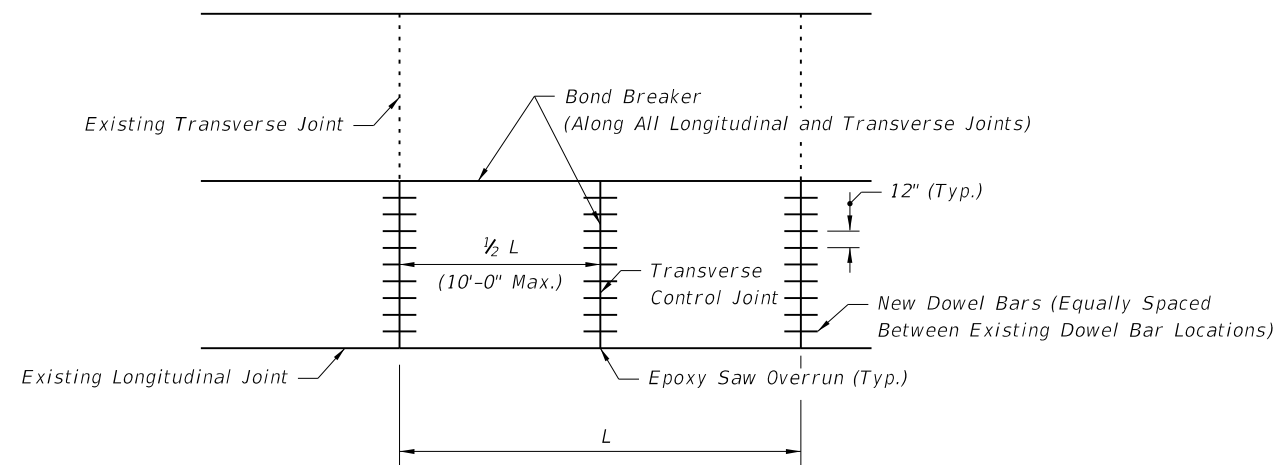 Bond Breaker
(Along All Longitudinal and Transverse Joints)
Existing Transverse Joint
12" (Typ.)
½ L
(10'-0" Max.)
Transverse
Control Joint
New Dowel Bars (Equally Spaced
Between Existing Dowel Bar Locations)
Existing Longitudinal Joint
Epoxy Saw Overrun (Typ.)
L